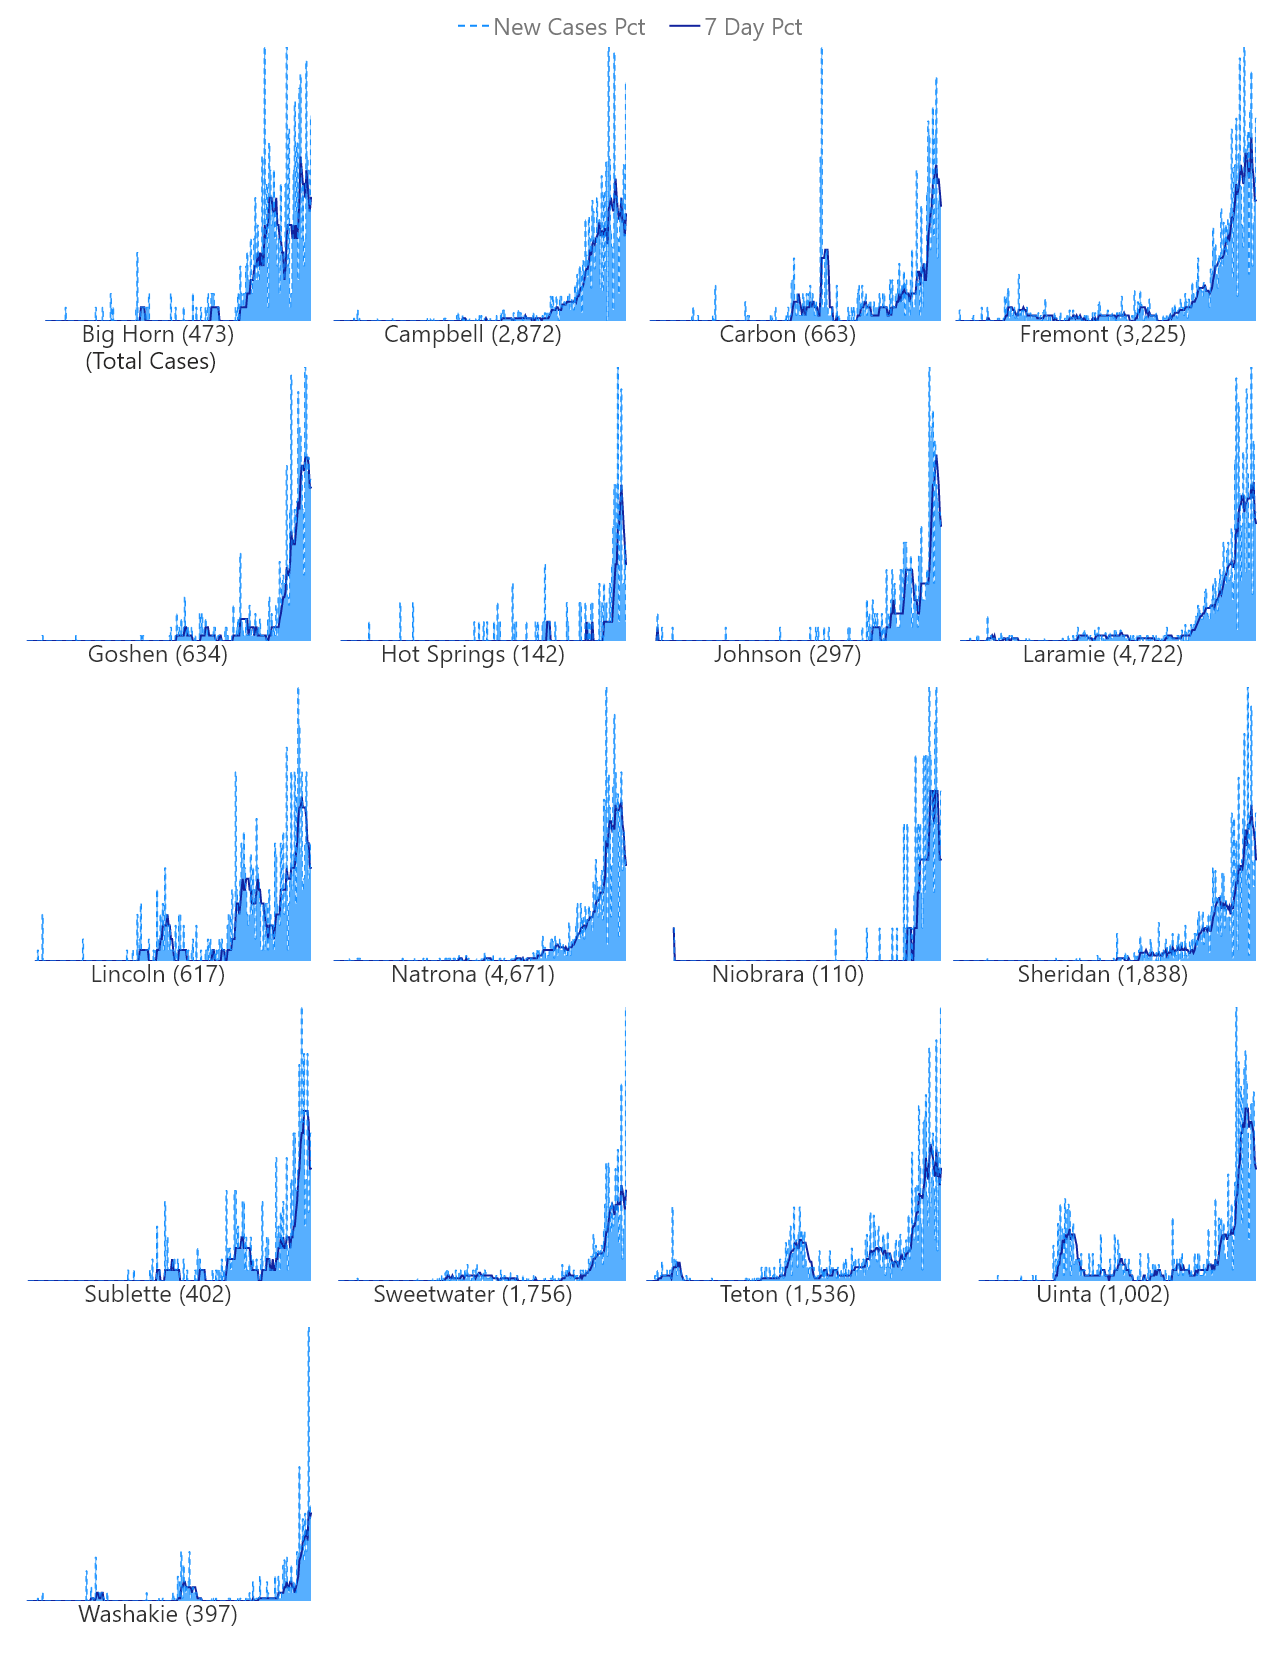 New Cases Pct 7 Day Pct
Big Horn (473)
(Total Cases)
Campbell (2,872)
Carbon (663)
Fremont (3,225)
Goshen (634)
Hot Springs (142)
Johnson (297)
Laramie (4,722)
Lincoln (617)
Natrona (4,671)
Niobrara (110)
Sheridan (1,838)
Sublette (402)
Sweetwater (1,756)
Teton (1,536)
Uinta (1,002)
Washakie (397)